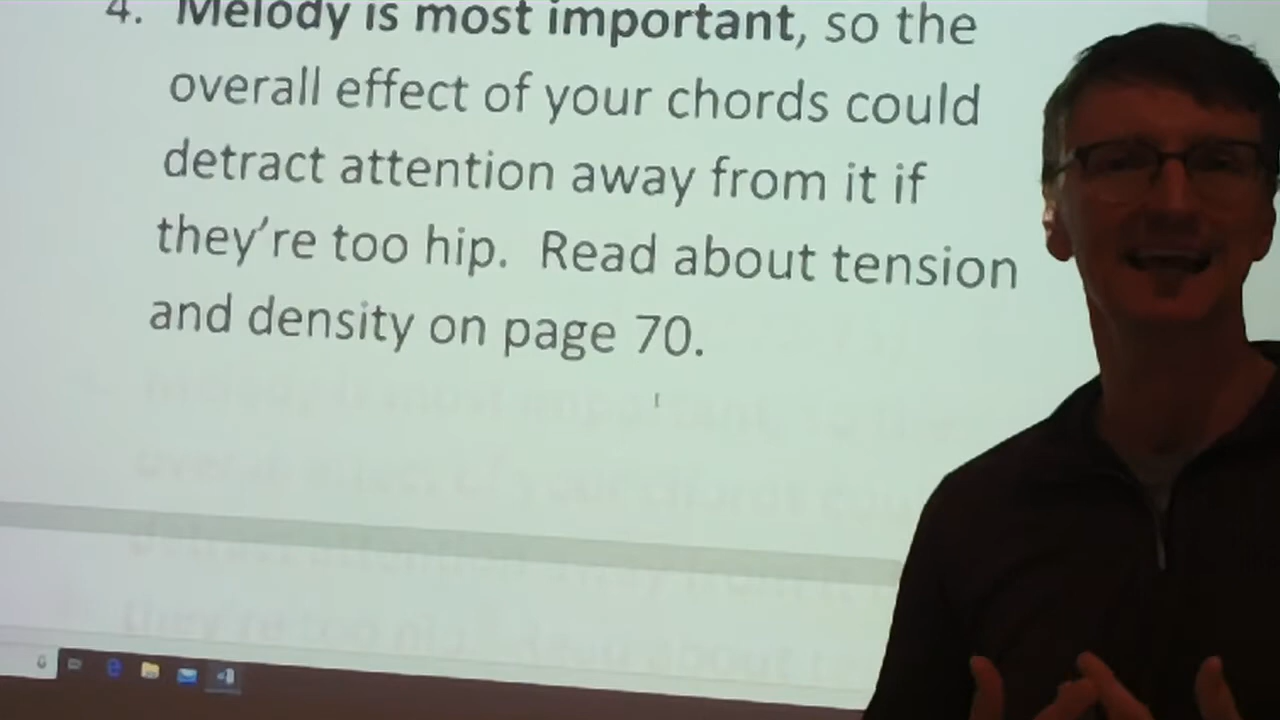 4. Melody is most important, so the
overall effect of your chords could
detract attention away from it if
they're too hip. Read about tension
and density on page 70.